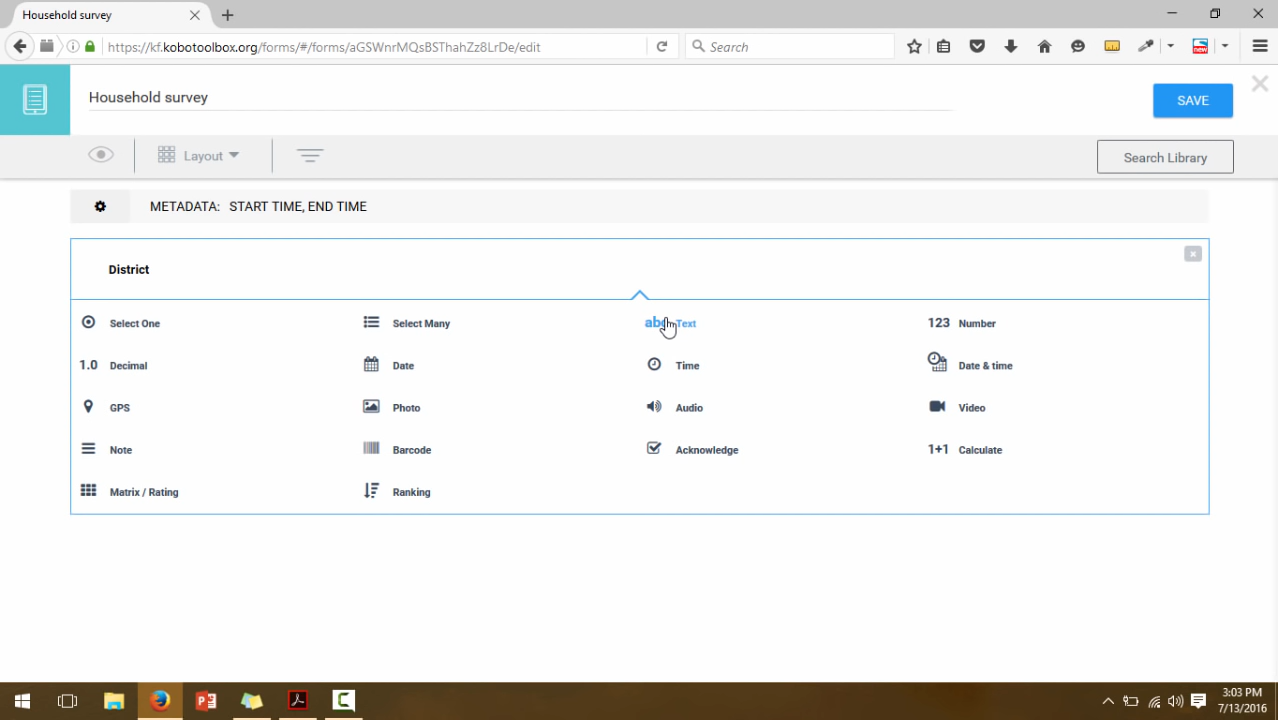 Household survey
https://kf.kobotoolbox.org/forms/#/forms/aGSWnrMQsBSThahZz8LrDe/edit
Search
Household survey
SAVE
Layout
Search Library
METADATA: START TIME, END TIME
District
Select One
Select Many
abc Text
123 Number
1.0 Decimal
Date
Time
Date & time
GPS
Photo
Audio
Video
Note
Barcode
Acknowledge
1+1 Calculate
Matrix / Rating
Ranking
3:03 PM
7/13/2016